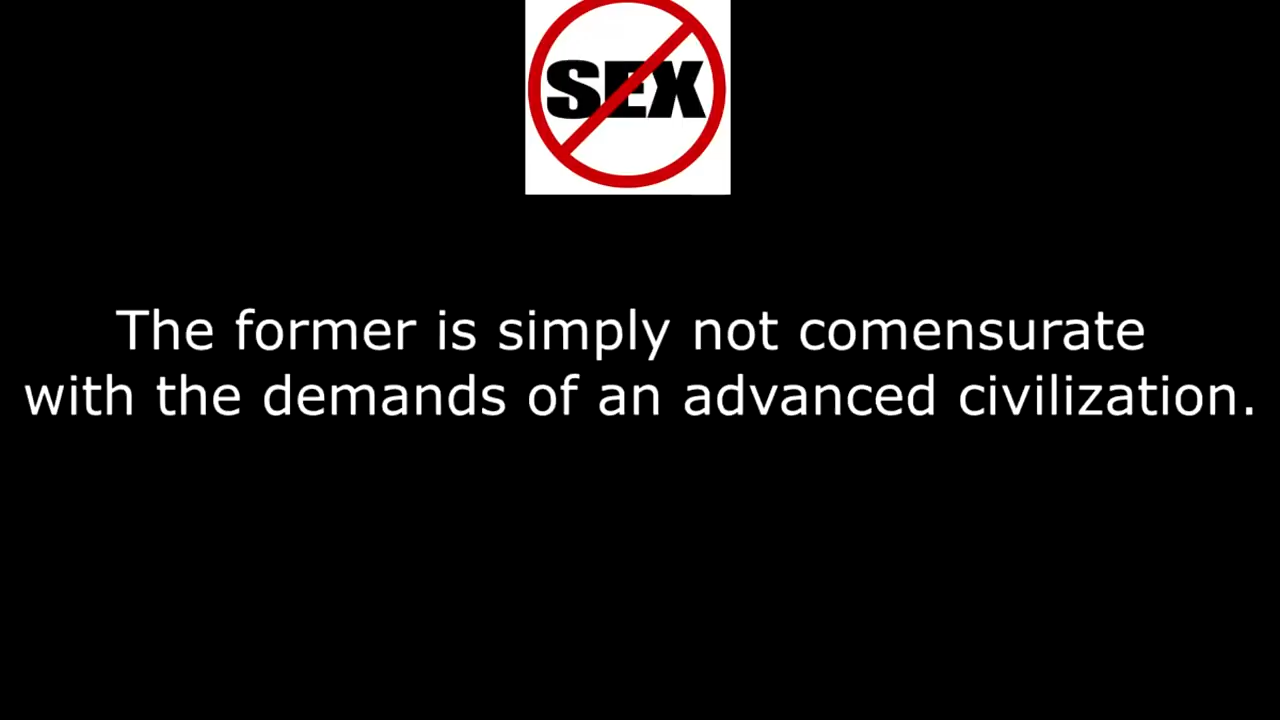 SEX
The former is simply not comensurate
with the demands of an advanced civilization.